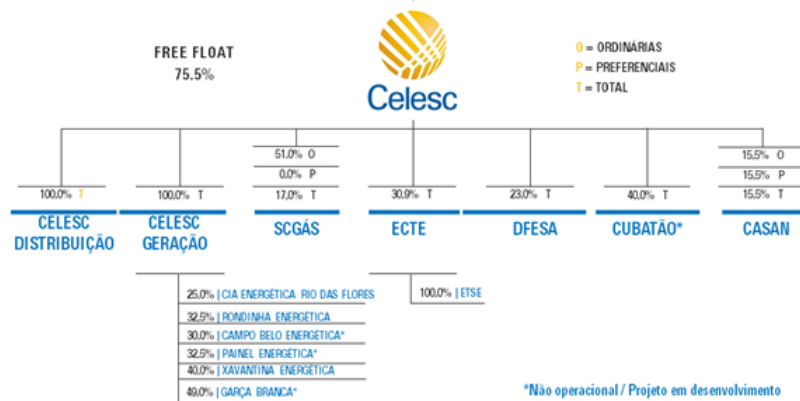 FREE FLOAT
75.5%
Celesc
O = ORDINÁRIAS
P = PREFERENCIAIS
T = TOTAL
100.0% T
CELESC
DISTRIBUIÇÃO
100.0% T
CELESC
GERAÇÃO
51.0% O
0.0% P
17.0% T
SCGÁS
30.9% T
ECTE
23.0% T
DFESA
40.0% T
CUBATÃO*
15.5% O
15.5% P
15.5% T
CASAN
25.0% | CIA ENERGÉTICA RIO DAS FLORES
32.5% | RONDINHA ENERGÉTICA
30.0% | CAMPO BELO ENERGÉTICA*
32.5% | PAINEL ENERGÉTICA*
40.0% | XAVANTINA ENERGÉTICA
49.0% | GARÇA BRANCA*
100.0% | ETSE
*Não operacional / Projeto em desenvolvimento